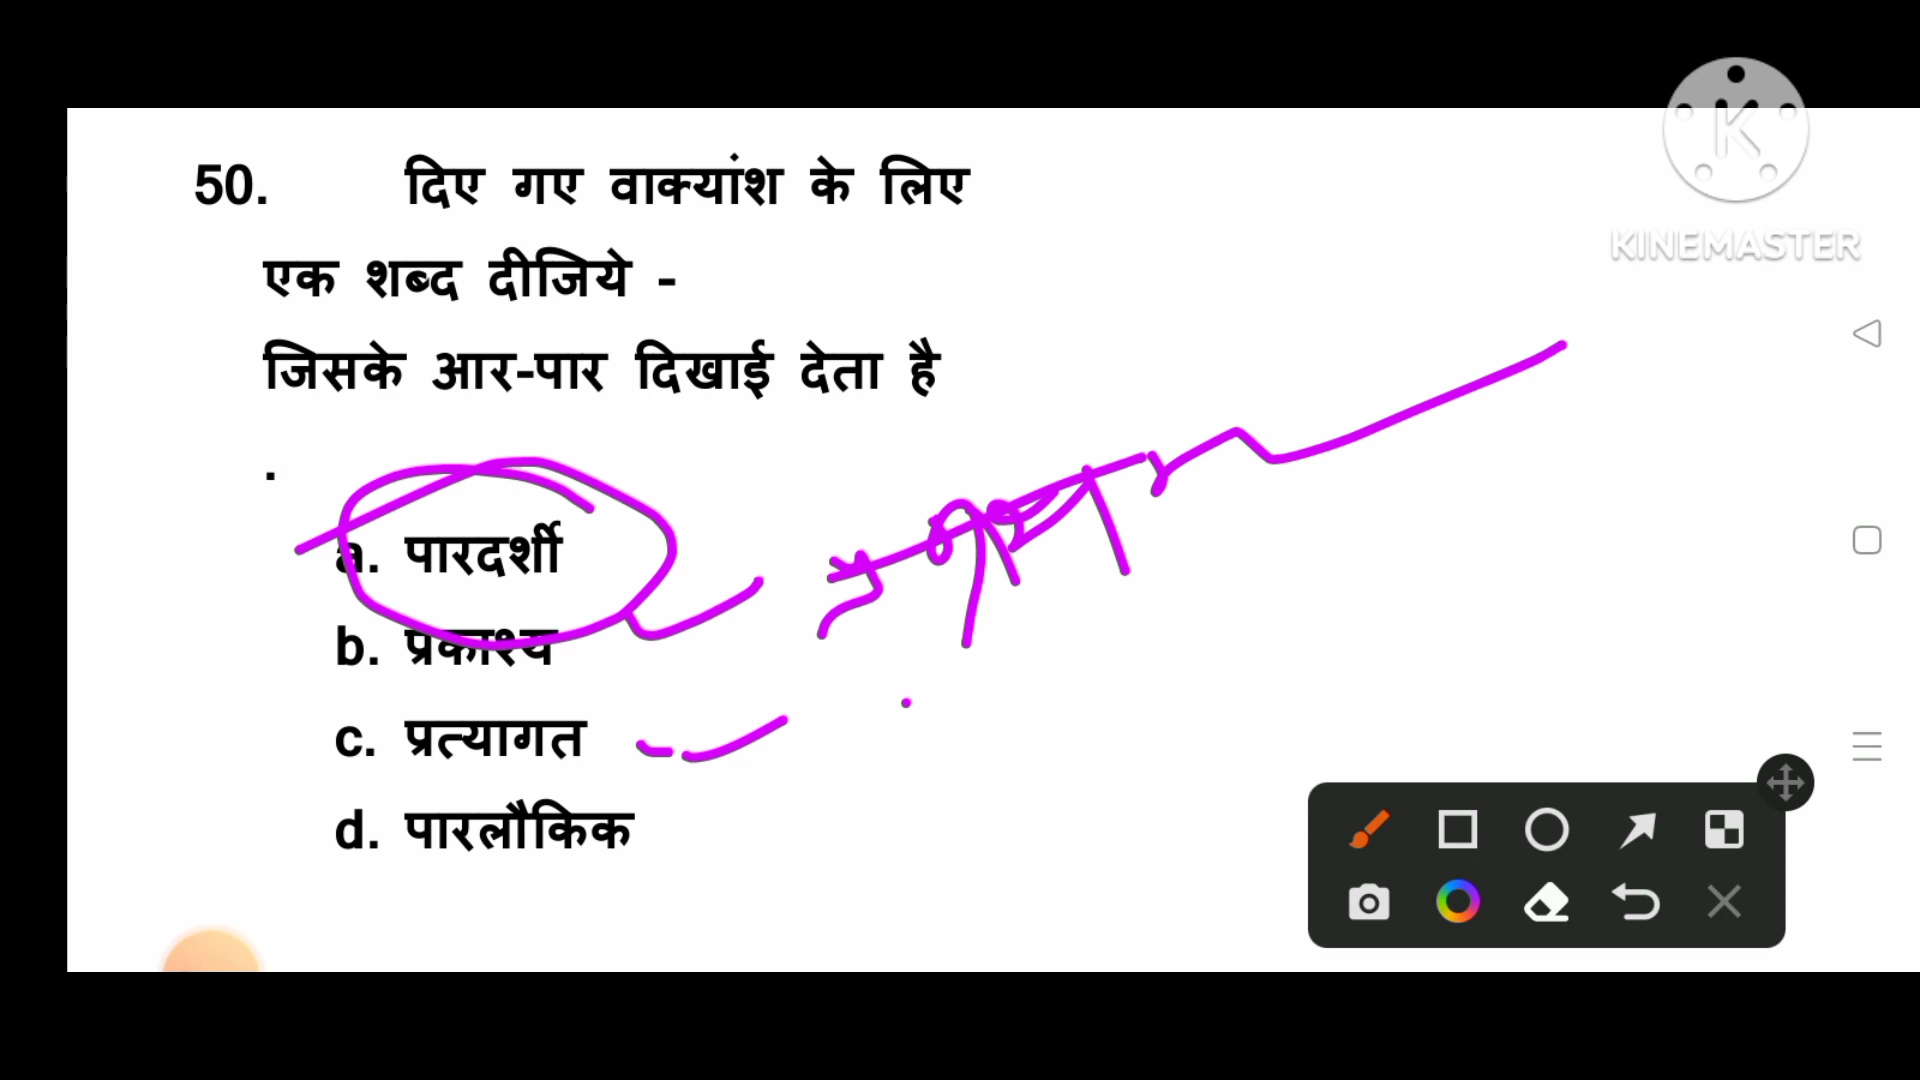 50. दिए गए वाक्यांश के लिए
एक शब्द दीजिये -
जिसके आर-पार दिखाई देता है
.
a. पारदर्शी
b. प्रकाश्य
c. प्रत्यागत
d. पारलौकिक
K
KINEMASTER